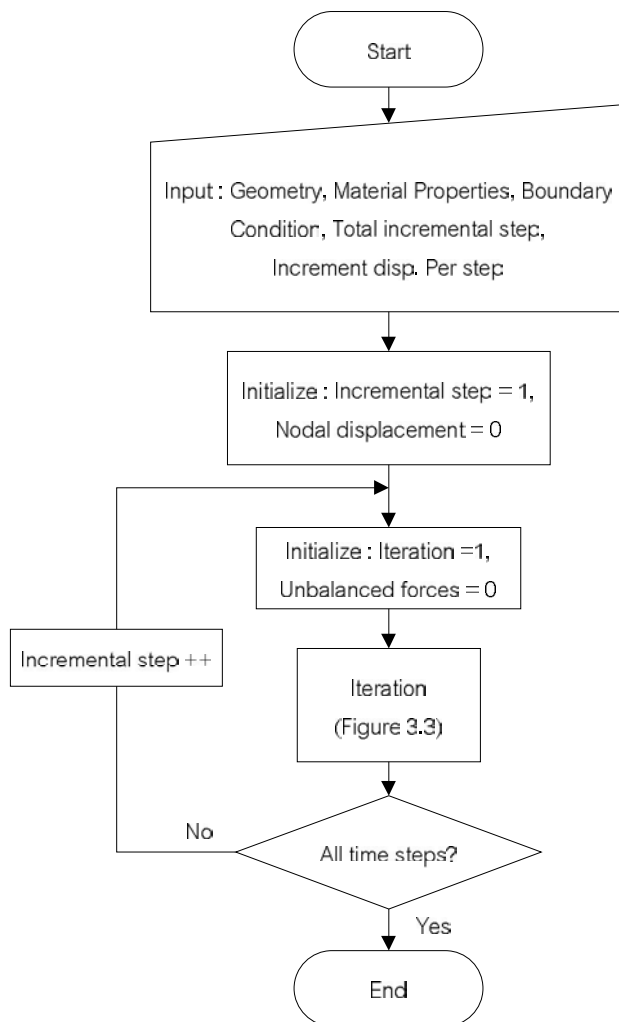 Start
Input : Geometry, Material Properties, Boundary
Condition, Total incremental step,
Increment disp. Per step
Initialize : Incremental step = 1,
Nodal displacement = 0
Initialize : Iteration =1,
Unbalanced forces = 0
Incremental step ++
Iteration
(Figure 3.3)
No
All time steps?
Yes
End